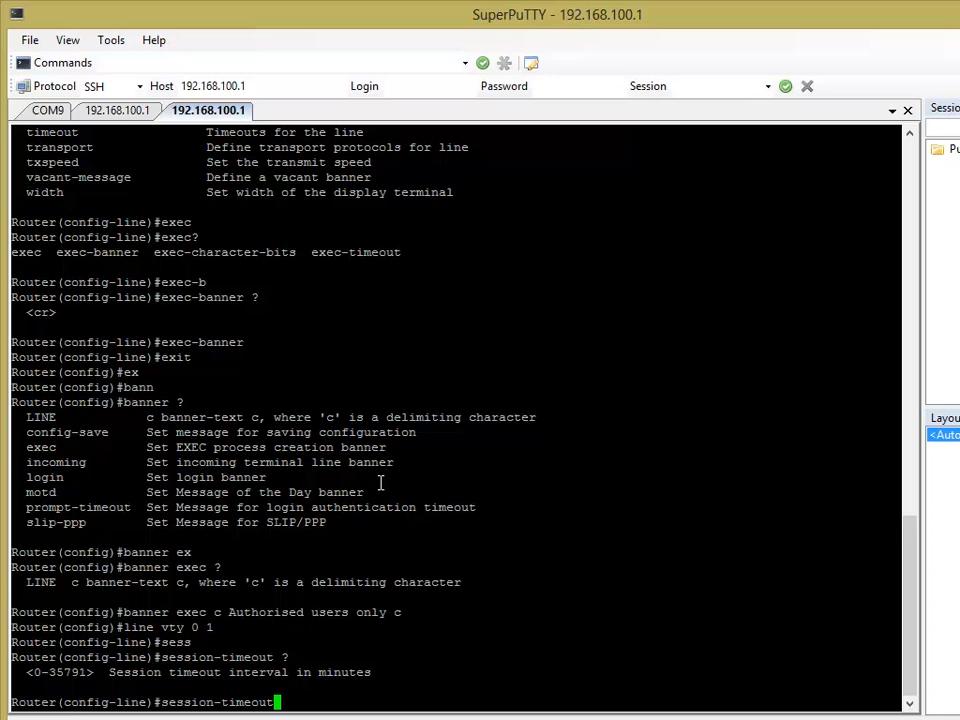 SuperPuTTY - 192.168.100.1
File View Tools Help
Commands
Protocol SSH Host 192.168.100.1 Login Password Session
COM9 192.168.100.1 192.168.100.1
timeout Timeouts for the line
transport Define transport protocols for line
txspeed Set the transmit speed
vacant-message Define a vacant banner
width Set width of the display terminal
Router(config-line)#exec
Router(config-line)#exec?
exec exec-banner exec-character-bits exec-timeout
Router(config-line)#exec-b
Router(config-line)#exec-banner ?
<cr>
Router(config-line)#exec-banner
Router(config-line)#exit
Router(config)#ex
Router(config)#bann
Router(config)#banner ?
LINE c banner-text c, where 'c' is a delimiting character
config-save Set message for saving configuration
exec Set EXEC process creation banner
incoming Set incoming terminal line banner
login Set login banner
motd Set Message of the Day banner
prompt-timeout Set Message for login authentication timeout
slip-ppp Set Message for SLIP/PPP
Router(config)#banner ex
Router(config)#banner exec ?
LINE c banner-text c, where 'c' is a delimiting character
Router(config)#banner exec c Authorised users only c
Router(config)#line vty 0 1
Router(config-line)#sess
Router(config-line)#session-timeout ?
<0-35791> Session timeout interval in minutes
Router(config-line)#session-timeout
Sessio
Pu
Layou
<Auto